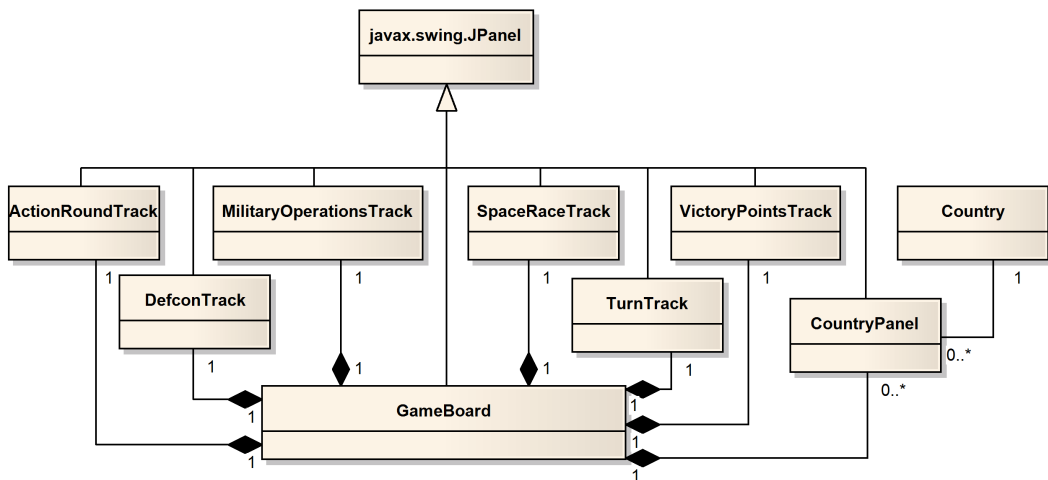 javax.swing.JPanel
ActionRoundTrack
MilitaryOperationsTrack
SpaceRaceTrack
VictoryPointsTrack
Country
1
1
1
1
1
DefconTrack
TurnTrack
CountryPanel
1
1
1
1
0..*
0..*
GameBoard
1
1
1
1
1